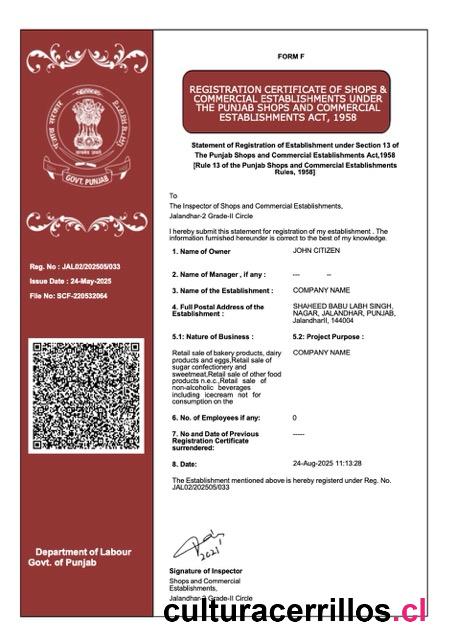 FORM F
REGISTRATION CERTIFICATE OF SHOPS &
COMMERCIAL ESTABLISHMENTS UNDER
THE PUNJAB SHOPS AND COMMERCIAL
ESTABLISHMENTS ACT, 1958
Statement of Registration of Establishment under Section 13 of
The Punjab Shops and Commercial Establishments Act,1958
[Rule 13 of the Punjab Shops and Commercial Establishments
Rules, 1958]
GOVT. PUNJAB
To
The Inspector of Shops and Commercial Establishments,
Jalandhar-2 Grade-II Circle
I hereby submit this statement for registration of my establishment . The
information furnished hereunder is correct to the best of my knowledge.
1. Name of Owner JOHN CITIZEN
2. Name of Manager , if any : --- --
3. Name of the Establishment : COMPANY NAME
4. Full Postal Address of the
Establishment :
SHAHEED BABU LABH SINGH,
NAGAR, JALANDHAR, PUNJAB,
JalandharII, 144004
5.1: Nature of Business : 5.2: Project Purpose :
Retail sale of bakery products, dairy
products and eggs,Retail sale of
sugar confectionery and
sweetmeat,Retail sale of other food
products n.e.c.,Retail sale of
non-alcoholic beverages
including icecream not for
consumption on the
COMPANY NAME
6. No. of Employees if any: 0
7. No and Date of Previous
Registration Certificate
surrendered:
-----
8. Date: 24-Aug-2025 11:13:28
The Establishment mentioned above is hereby registerd under Reg. No.
JAL02/202505/033
Reg. No : JAL02/202505/033
Issue Date : 24-May-2025
File No: SCF-220532064
Department of Labour
Govt. of Punjab
2021
Signature of Inspector
Shops and Commercial
Establishments,
Jalandhar-2 Grade-II Circle
culturacerrillos.cl